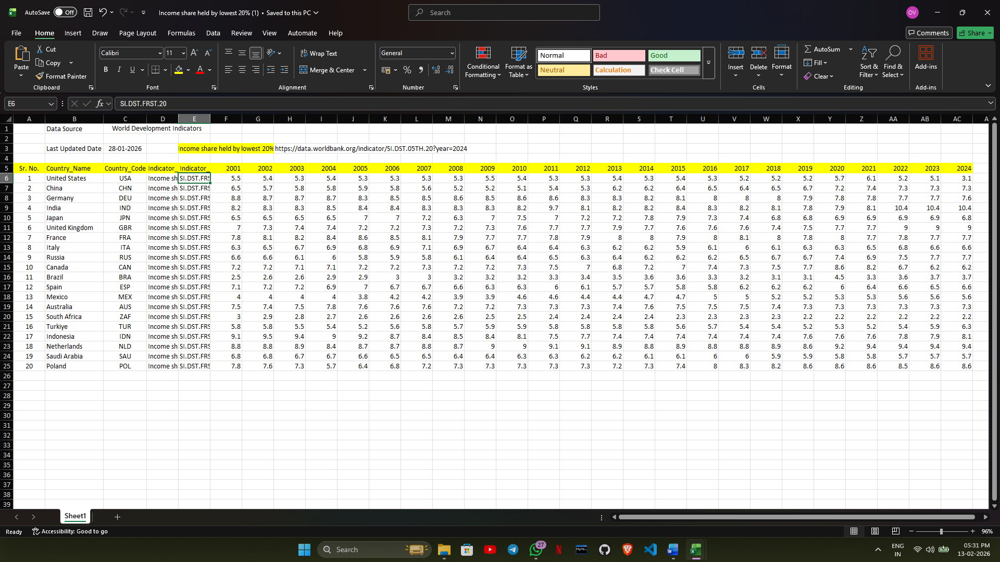 AutoSave Off Income share held by lowest 20% (1) • Saved to this PC Search OV
File Home Insert Draw Page Layout Formulas Data Review View Automate Help Comments Share
Paste Cut Copy Format Painter Clipboard
Calibri 11 B I U Font
Wrap Text Merge & Center Alignment
General Number
Conditional Formatting Format as Table Normal Bad Good Neutral Calculation Check Cell Styles
Insert Delete Format Cells
AutoSum Fill Clear Sort & Filter Find & Select Editing
Add-ins Add-ins
E6 fx SI.DST.FRST.20
A B C D E F G H I J K L M N O P Q R S T U V W X Y Z AA AB AC A
1 Data Source World Development Indicators
2
3 Last Updated Date 28-01-2026 Income share held by lowest 20% https://data.worldbank.org/indicator/SI.DST.05TH.20?year=2024
4
5 Sr. No. Country_Name Country_Code Indicator_ Indicator_ 2001 2002 2003 2004 2005 2006 2007 2008 2009 2010 2011 2012 2013 2014 2015 2016 2017 2018 2019 2020 2021 2022 2023 2024
6 1 United States USA Income sh SI.DST.FRS 5.5 5.4 5.3 5.4 5.3 5.3 5.3 5.3 5.5 5.4 5.3 5.3 5.4 5.3 5.4 5.3 5.2 5.2 5.2 5.7 6.1 5.2 5.1 3.1
7 2 China CHN Income sh SI.DST.FRS 6.5 5.7 5.8 5.8 5.9 5.8 5.6 5.2 5.2 5.1 5.4 5.3 6.2 6.2 6.4 6.5 6.4 6.5 6.7 7.2 7.4 7.3 7.3 7.3
8 3 Germany DEU Income sh SI.DST.FRS 8.8 8.7 8.7 8.7 8.3 8.5 8.5 8.6 8.5 8.6 8.6 8.3 8.3 8.2 8.1 8 8 8 7.9 7.8 7.8 7.7 7.7 7.6
9 4 India IND Income sh SI.DST.FRS 8.2 8.3 8.3 8.5 8.4 8.4 8.3 8.3 8.3 8.2 9.7 8.1 8.2 8.2 8.4 8.3 8.2 8.1 7.8 7.9 8.1 10.4 10.4 10.4
10 5 Japan JPN Income sh SI.DST.FRS 6.5 6.5 6.5 6.5 7 7 7.2 6.3 7 7.5 7 7.2 7.2 7.8 7.9 7.3 7.4 6.8 6.8 6.9 6.9 6.9 6.9 6.8
11 6 United Kingdom GBR Income sh SI.DST.FRS 7 7.3 7.4 7.4 7.2 7.2 7.3 7.2 7.3 7.6 7.7 7.7 7.9 7.7 7.6 7.6 7.6 7.4 7.5 7.7 7.7 9 9 9
12 7 France FRA Income sh SI.DST.FRS 7.8 8.1 8.2 8.4 8.6 8.5 8.1 7.9 7.7 7.7 7.8 7.9 8 8 7.9 8 8.1 8 7.8 8 7.7 7.8 7.7 7.7
13 8 Italy ITA Income sh SI.DST.FRS 6.3 6.5 6.7 6.9 6.8 6.9 7.1 6.9 6.7 6.4 6.4 6.3 6.2 6.2 5.9 6.1 6 6.1 6.3 6.3 6.5 6.8 6.6 6.6
14 9 Russia RUS Income sh SI.DST.FRS 6.6 6.6 6.1 6 5.8 5.9 5.8 6.1 6.4 6.4 6.5 6.3 6.4 6.2 6.2 6.2 6.5 6.7 6.7 7.4 6.9 7.5 7.7 7.7
15 10 Canada CAN Income sh SI.DST.FRS 7.2 7.2 7.1 7.1 7.2 7.2 7.3 7.2 7.2 7.3 7.5 7 6.8 7.2 7 7.4 7.3 7.5 7.7 8.6 8.2 6.7 6.2 6.2
16 11 Brazil BRA Income sh SI.DST.FRS 2.5 2.6 2.6 2.9 2.9 3 3 3.2 3.2 3.2 3.3 3.4 3.5 3.6 3.6 3.3 3.2 3.1 3.1 4.5 3.3 3.6 3.7 3.7
17 12 Spain ESP Income sh SI.DST.FRS 7.1 7.2 7.2 6.9 7 6.7 6.7 6.6 6.3 6.3 6 6.1 5.7 5.7 5.8 5.8 6.2 6.2 6.2 6 6.4 6.6 6.5 6.6
18 13 Mexico MEX Income sh SI.DST.FRS 4 4 4 4 3.8 4.2 4.2 3.9 3.9 4.6 4.6 4.4 4.4 4.7 4.7 5 5 5.2 5.2 5.3 5.3 5.6 5.6 5.6
19 14 Australia AUS Income sh SI.DST.FRS 7.5 7.4 7.5 7.8 7.6 7.6 7.6 7.2 7.2 7.3 7.3 7.3 7.4 7.6 7.5 7.5 7.5 7.4 7.3 7.3 7.3 7.3 7.3 7.3
20 15 South Africa ZAF Income sh SI.DST.FRS 3 2.9 2.8 2.7 2.6 2.6 2.6 2.6 2.5 2.5 2.4 2.4 2.4 2.4 2.3 2.3 2.3 2.3 2.2 2.2 2.2 2.2 2.2 2.2
21 16 Turkiye TUR Income sh SI.DST.FRS 5.8 5.8 5.5 5.4 5.2 5.6 5.8 5.7 5.9 5.9 5.8 5.8 5.8 5.8 5.6 5.7 5.4 5.4 5.2 5.3 5.2 5.4 5.9 6.3
22 17 Indonesia IDN Income sh SI.DST.FRS 9.1 9.5 9.4 9 9.2 8.7 8.4 8.5 8.4 8.1 7.5 7.7 7.4 7.4 7.4 7.4 7.4 7.4 7.6 7.6 7.6 7.8 7.9 8.1
23 18 Netherlands NLD Income sh SI.DST.FRS 8.8 8.8 8.9 8.4 8.7 8.7 8.8 8.7 9 9 9.1 9.1 8.9 8.8 8.9 8.8 8.8 8.9 8.6 9.2 9.4 9.4 9.4 9.4
24 19 Saudi Arabia SAU Income sh SI.DST.FRS 6.8 6.8 6.7 6.7 6.6 6.5 6.5 6.4 6.4 6.3 6.3 6.2 6.2 6.1 6.1 6 6 5.9 5.9 5.8 5.8 5.7 5.7 5.7
25 20 Poland POL Income sh SI.DST.FRS 7.8 7.6 7.3 5.7 6.4 6.8 7.2 7.3 7.3 7.3 7.3 7.3 7.2 7.3 7.4 8 8.3 8.2 8.6 8.6 8.6 8.5 8.6 8.6
26
27
28
29
30
31
32
33
34
35
36
37
38
39
Sheet1
Ready Accessibility: Good to go 96%
Search 27 MySQL ENG IN 05:31 PM 13-02-2026